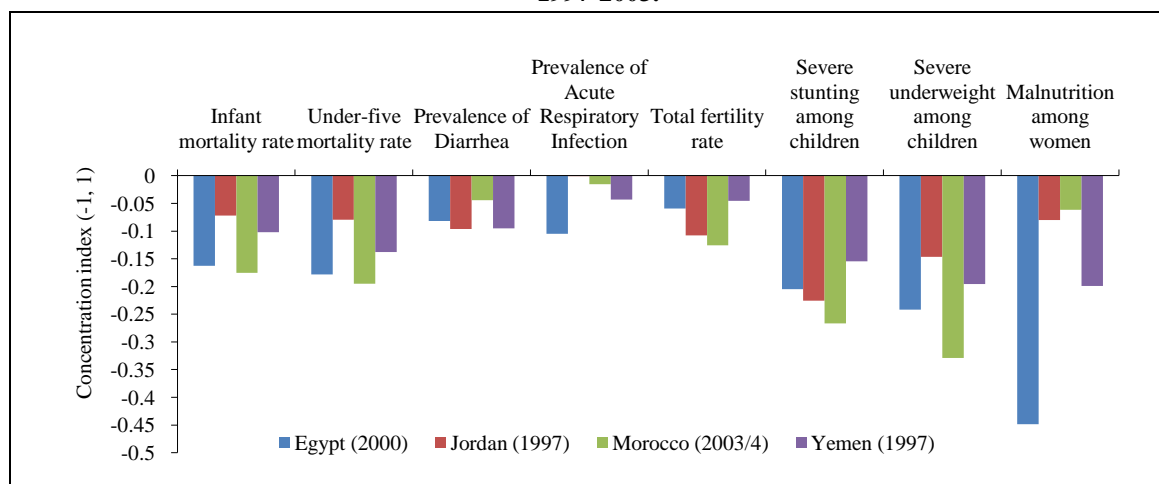 Infant
mortality rate
Under-five
mortality rate
Prevalence of
Diarrhea
Prevalence of
Acute
Respiratory
Infection
Total fertility
rate
Severe
stunting
among
children
Severe
underweight
among
children
Malnutrition
among
women
Concentration index (-1, 1)
0
-0.05
-0.1
-0.15
-0.2
-0.25
-0.3
-0.35
-0.4
-0.45
-0.5
Egypt (2000) Jordan (1997) Morocco (2003/4) Yemen (1997)